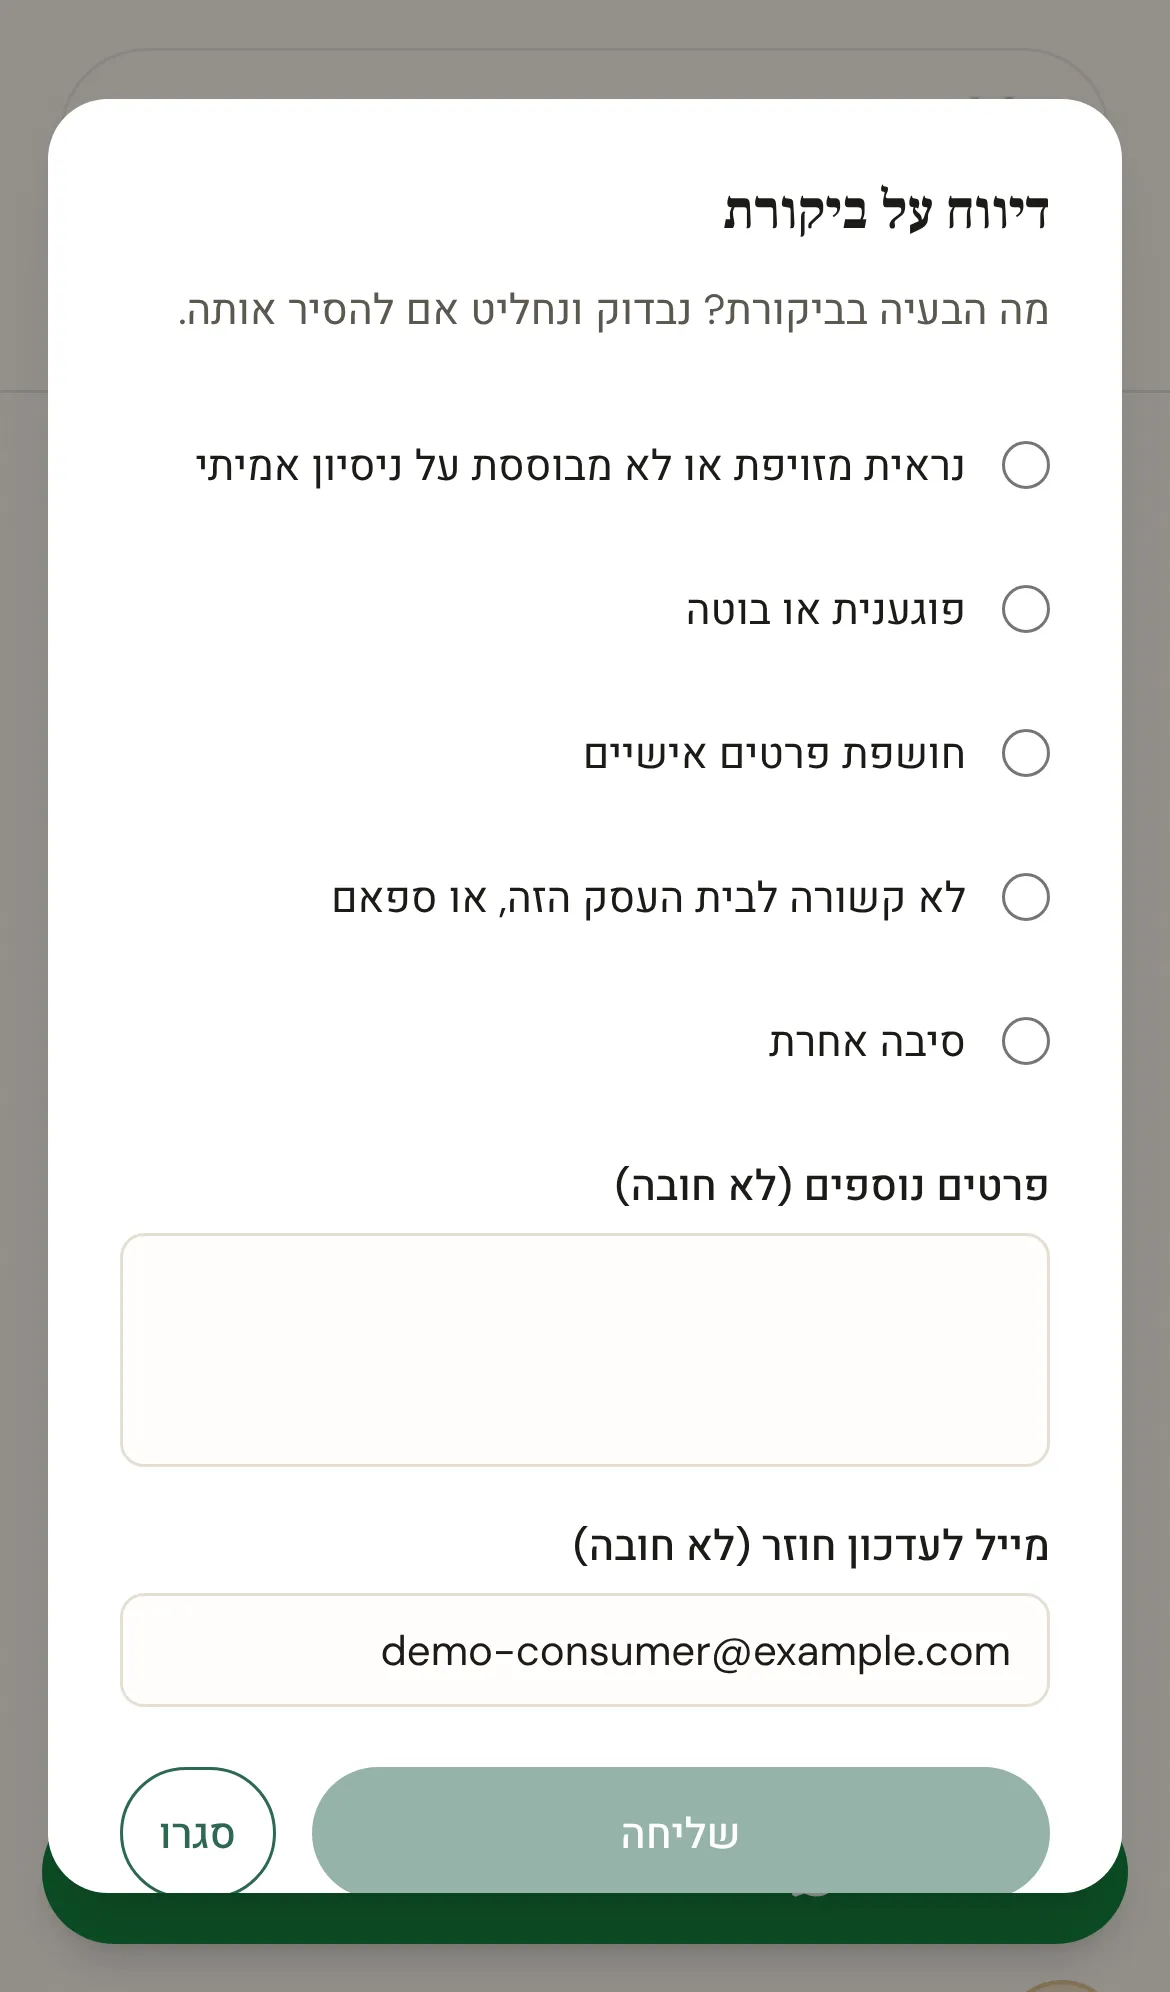 דיווח על ביקורת
מה הבעיה בביקורת? נבדוק ונחליט אם להסיר אותה.
נראית מזויפת או לא מבוססת על ניסיון אמיתי
פוגענית או בוטה
חושפת פרטים אישיים
לא קשורה לבית העסק הזה, או ספאם
סיבה אחרת
פרטים נוספים (לא חובה)
מייל לעדכון חוזר (לא חובה)
demo-consumer@example.com
שליחה
סגרו